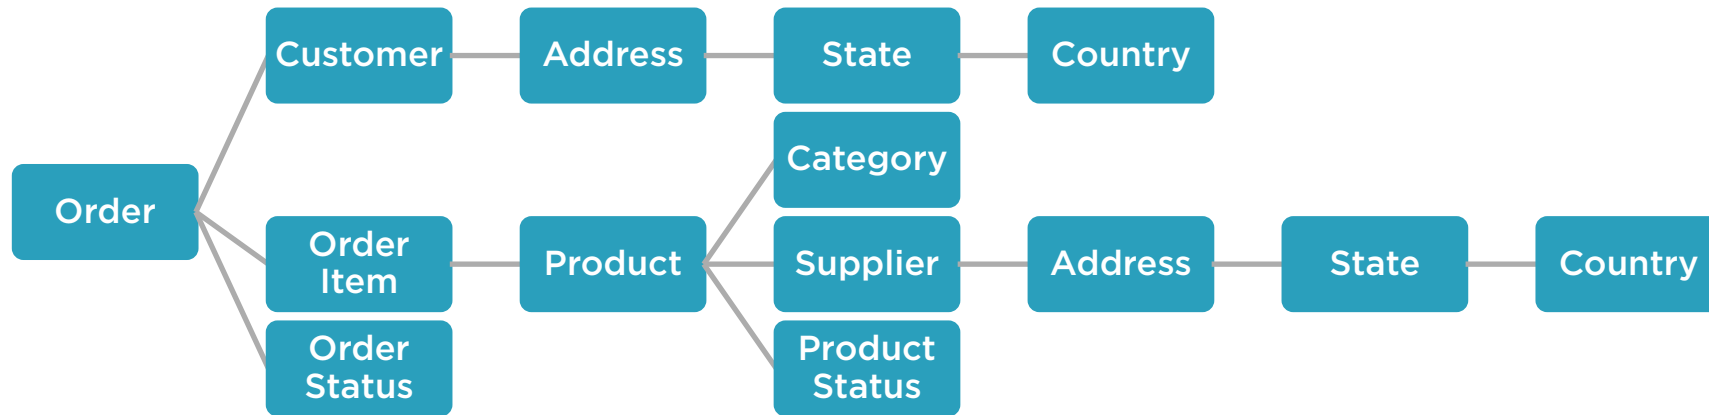 Customer
Address
State
Country
Category
Order
Order
Item
Product
Supplier
Address
State
Country
Order
Status
Product
Status